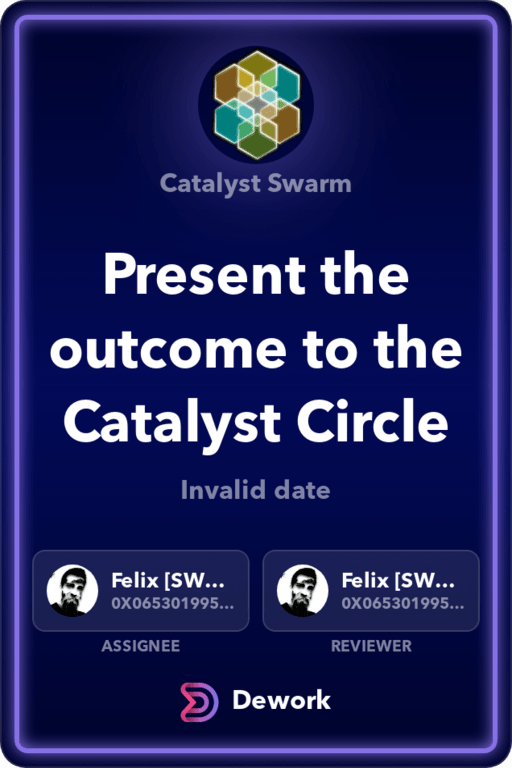 Catalyst Swarm
Present the
outcome to the
Catalyst Circle
Invalid date
Felix [SW... Felix [SW...
0X065301995... 0X065301995...
ASSIGNEE REVIEWER
Dework